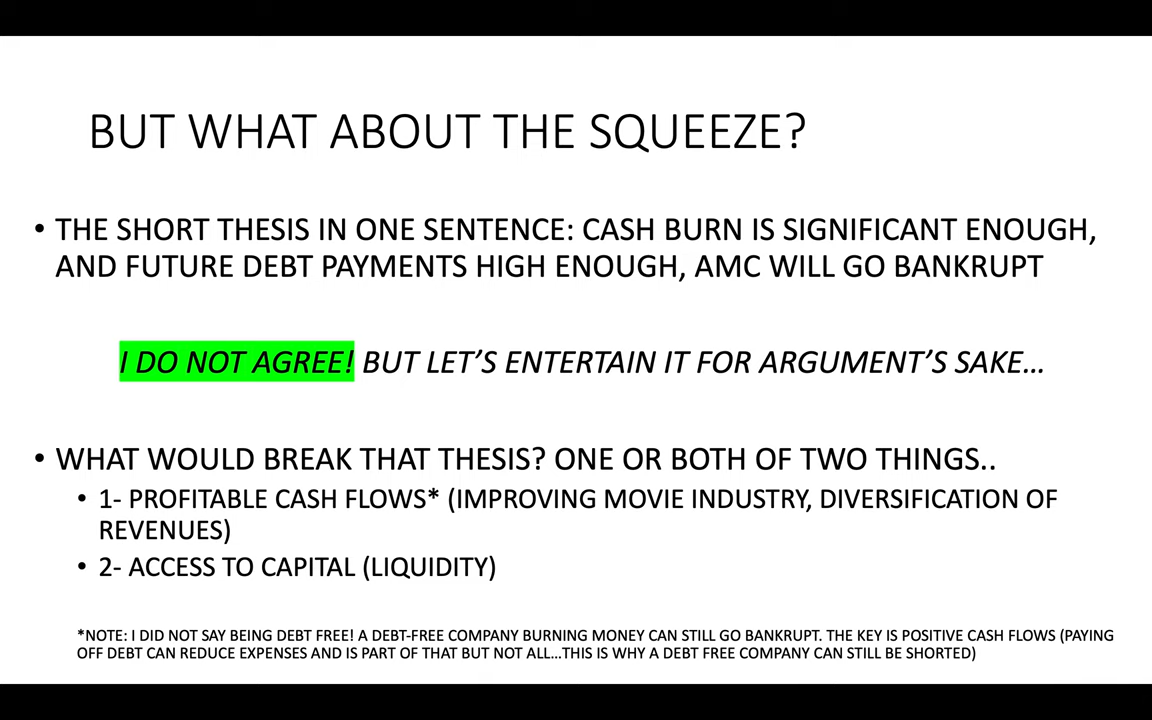 BUT WHAT ABOUT THE SQUEEZE?
• THE SHORT THESIS IN ONE SENTENCE: CASH BURN IS SIGNIFICANT ENOUGH,
AND FUTURE DEBT PAYMENTS HIGH ENOUGH, AMC WILL GO BANKRUPT
I DO NOT AGREE! BUT LET’S ENTERTAIN IT FOR ARGUMENT’S SAKE…
• WHAT WOULD BREAK THAT THESIS? ONE OR BOTH OF TWO THINGS..
• 1- PROFITABLE CASH FLOWS* (IMPROVING MOVIE INDUSTRY, DIVERSIFICATION OF
REVENUES)
• 2- ACCESS TO CAPITAL (LIQUIDITY)
*NOTE: I DID NOT SAY BEING DEBT FREE! A DEBT-FREE COMPANY BURNING MONEY CAN STILL GO BANKRUPT. THE KEY IS POSITIVE CASH FLOWS (PAYING
OFF DEBT CAN REDUCE EXPENSES AND IS PART OF THAT BUT NOT ALL…THIS IS WHY A DEBT FREE COMPANY CAN STILL BE SHORTED)